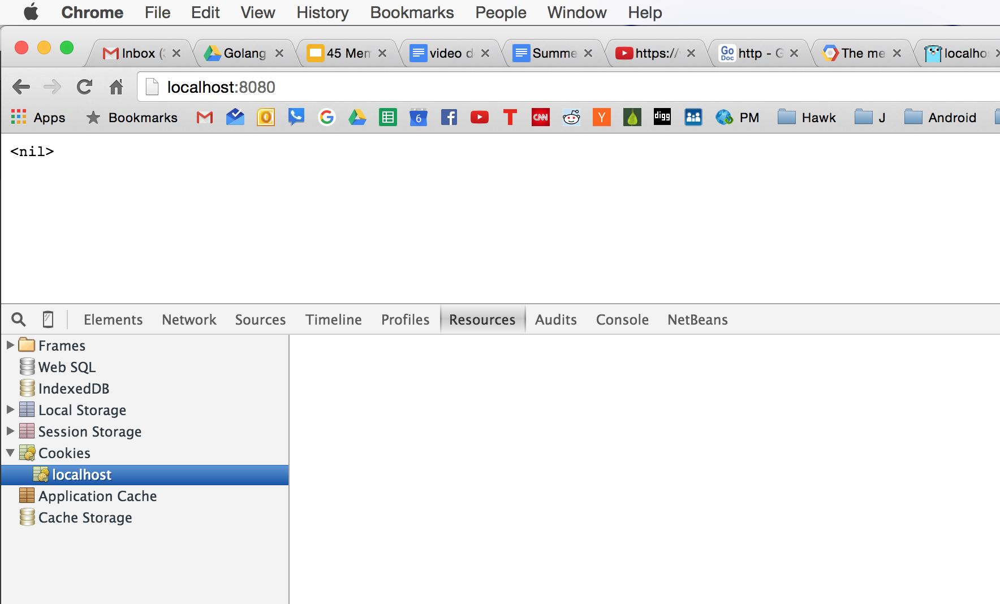 Chrome File Edit View History Bookmarks People Window Help
Inbox ( Golang 45 Mem video d Summe https:// Go Doc http - G The me localhos
localhost:8080
Apps Bookmarks 6 CNN Y digg PM Hawk J Android
<nil>
Elements Network Sources Timeline Profiles Resources Audits Console NetBeans
Frames
Web SQL
IndexedDB
Local Storage
Session Storage
Cookies
localhost
Application Cache
Cache Storage